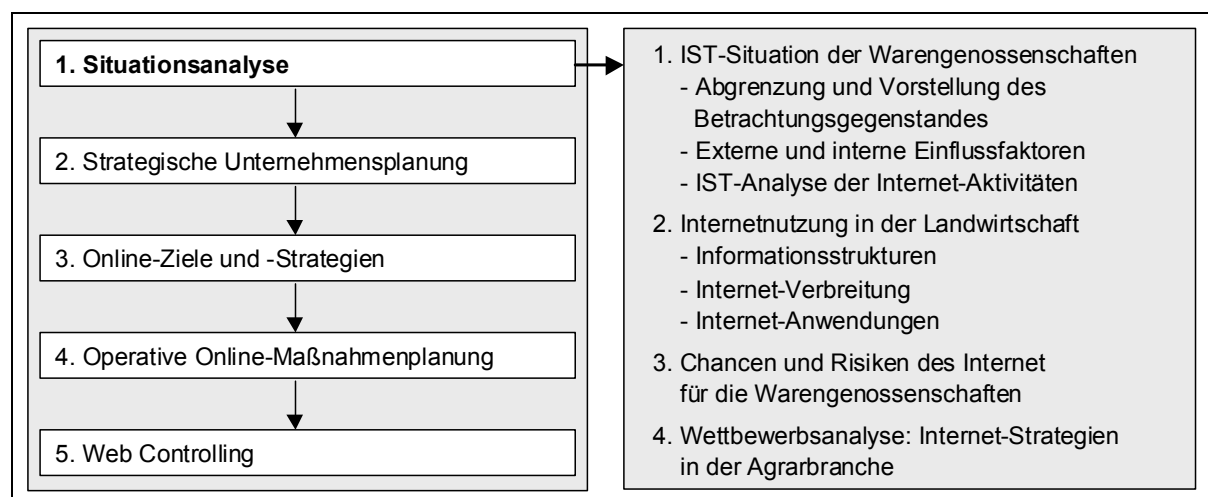 1. Situationsanalyse
2. Strategische Unternehmensplanung
3. Online-Ziele und -Strategien
4. Operative Online-Maßnahmenplanung
5. Web Controlling
1. IST-Situation der Warengenossenschaften
- Abgrenzung und Vorstellung des
Betrachtungsgegenstandes
- Externe und interne Einflussfaktoren
- IST-Analyse der Internet-Aktivitäten
2. Internetnutzung in der Landwirtschaft
- Informationsstrukturen
- Internet-Verbreitung
- Internet-Anwendungen
3. Chancen und Risiken des Internet
für die Warengenossenschaften
4. Wettbewerbsanalyse: Internet-Strategien
in der Agrarbranche